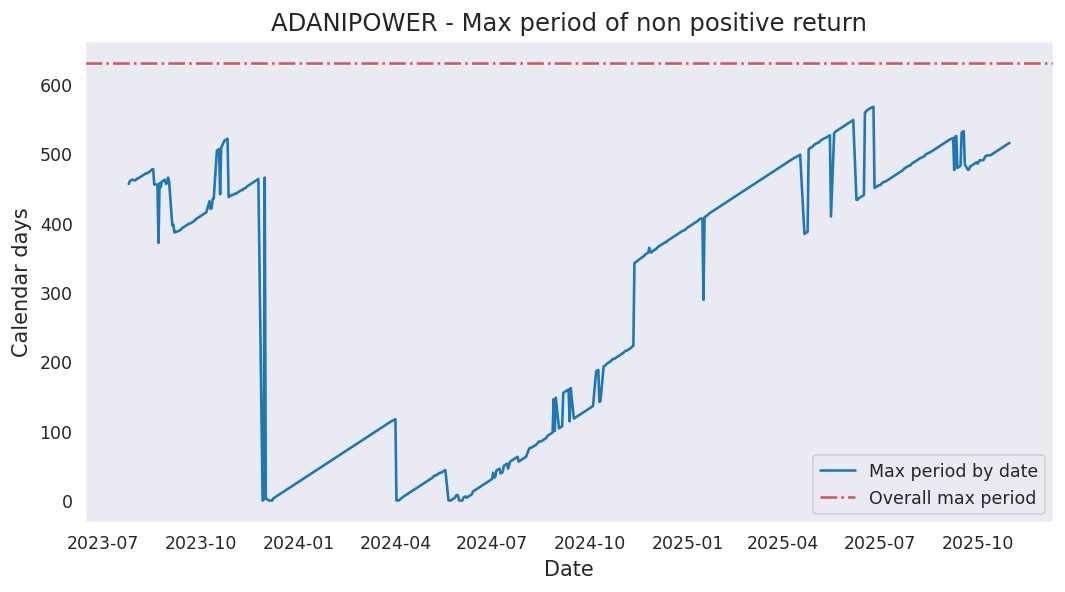 ADANIPOWER - Max period of non positive return
Calendar days
600
500
400
300
200
100
0
Max period by date
Overall max period
2023-07 2023-10 2024-01 2024-04 2024-07 2024-10 2025-01 2025-04 2025-07 2025-10
Date